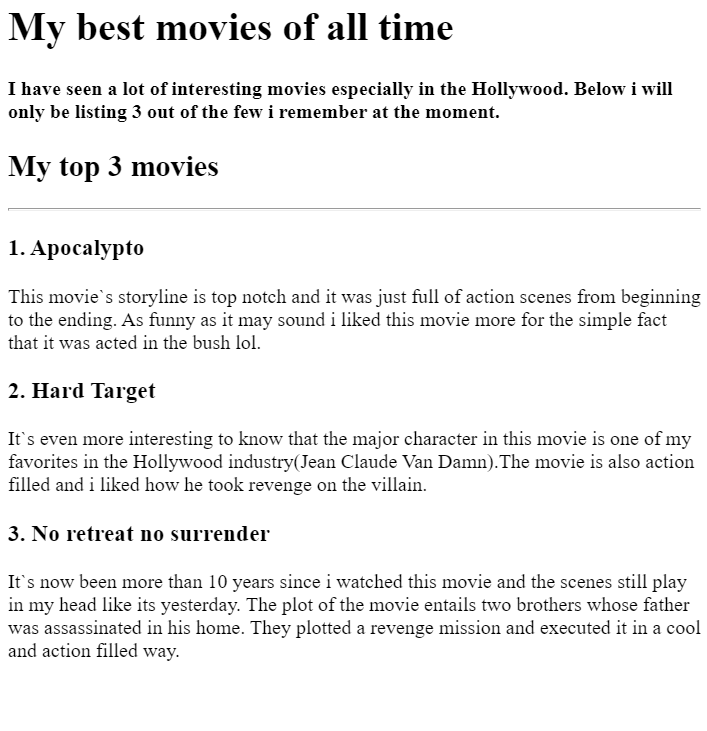 My best movies of all time
I have seen a lot of interesting movies especially in the Hollywood. Below i will
only be listing 3 out of the few i remember at the moment.
My top 3 movies
1. Apocalypto
This movie`s storyline is top notch and it was just full of action scenes from beginning
to the ending. As funny as it may sound i liked this movie more for the simple fact
that it was acted in the bush lol.
2. Hard Target
It`s even more interesting to know that the major character in this movie is one of my
favorites in the Hollywood industry(Jean Claude Van Damn).The movie is also action
filled and i liked how he took revenge on the villain.
3. No retreat no surrender
It`s now been more than 10 years since i watched this movie and the scenes still play
in my head like its yesterday. The plot of the movie entails two brothers whose father
was assassinated in his home. They plotted a revenge mission and executed it in a cool
and action filled way.